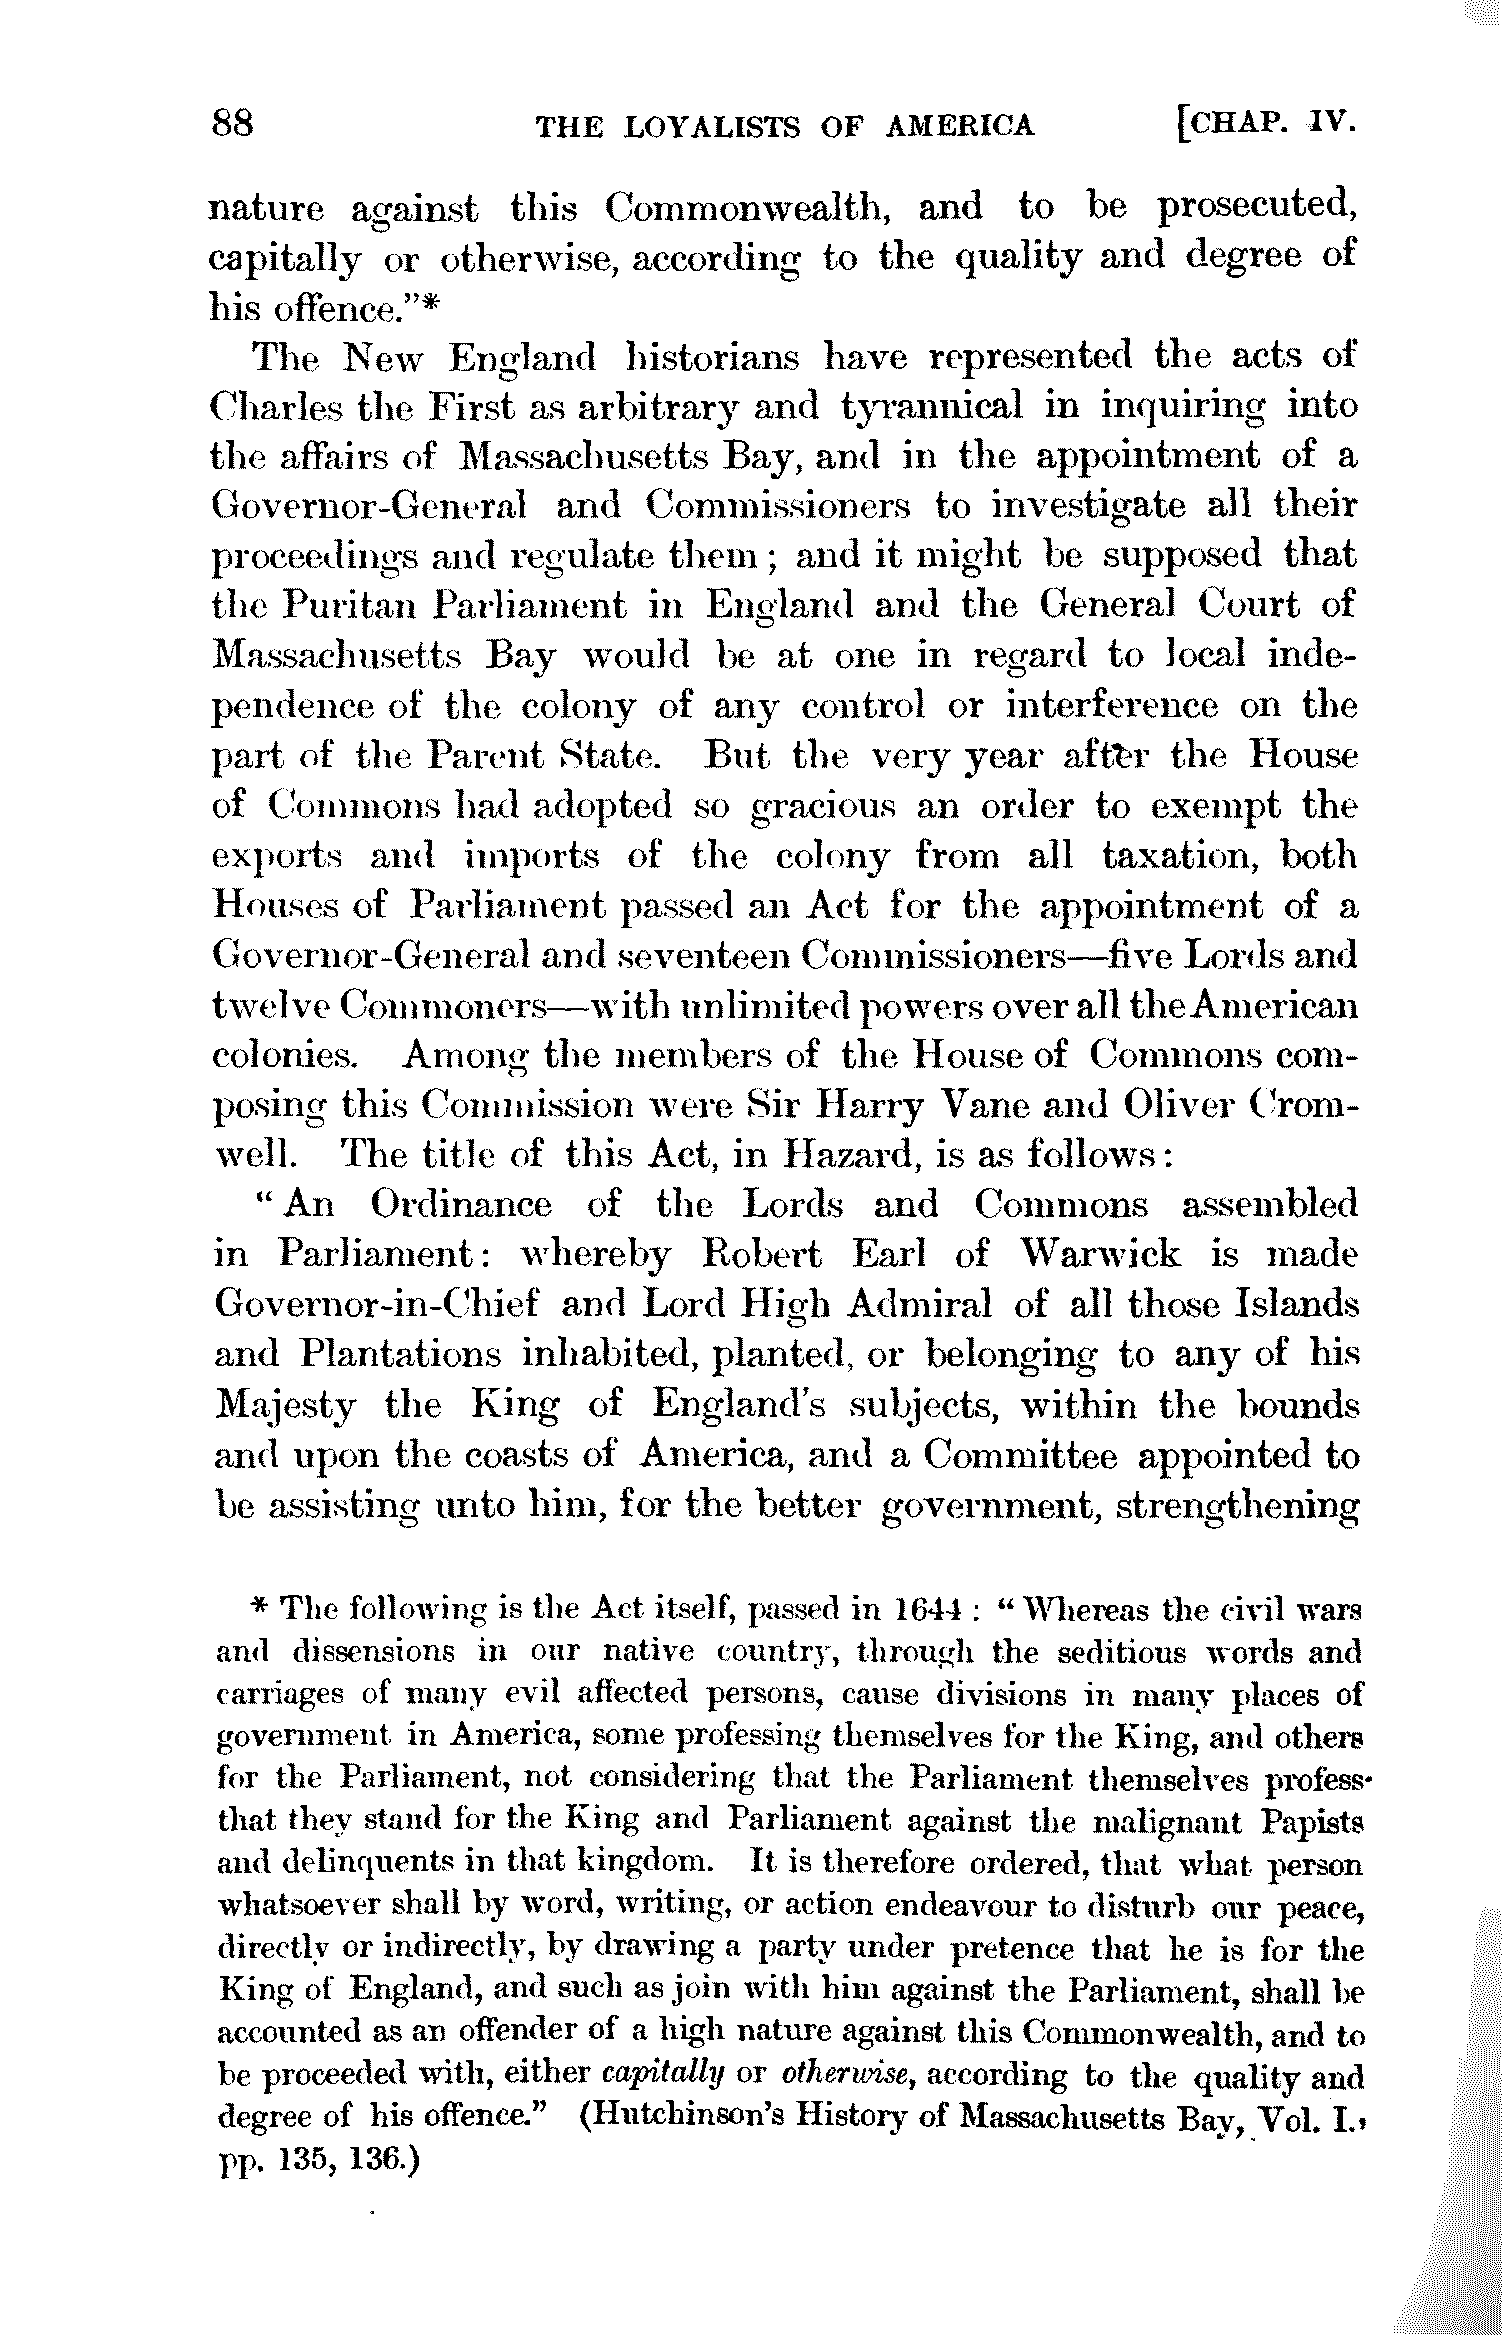 88 THE LOYALISTS OF AMERICA [CHAP. IV.
nature against this Commonwealth, and to be prosecuted,
capitally or otherwise, according to the quality and degree of
his offence."*
The New England historians have represented the acts of
Charles the First as arbitrary and tyrannical in inquiring into
the affairs of Massachusetts Bay, and in the appointment of a
Governor-General and Commissioners to investigate all their
proceedings and regulate them; and it might be supposed that
the Puritan Parliament in England and the General Court of
Massachusetts Bay would be at one in regard to local inde-
pendence of the colony of any control or interference on the
part of the Parent State. But the very year after the House
of Commons had adopted so gracious an order to exempt the
exports and imports of the colony from all taxation, both
Houses of Parliament passed an Act for the appointment of a
Governor-General and seventeen Commissioners—five Lords and
twelve Commoners—with unlimited powers over all the American
colonies. Among the members of the House of Commons com-
posing this Commission were Sir Harry Vane and Oliver Crom-
well. The title of this Act, in Hazard, is as follows:
"An Ordinance of the Lords and Commons assembled
in Parliament: whereby Robert Earl of Warwick is made
Governor-in-Chief and Lord High Admiral of all those Islands
and Plantations inhabited, planted, or belonging to any of his
Majesty the King of England's subjects, within the bounds
and upon the coasts of America, and a Committee appointed to
be assisting unto him, for the better government, strengthening
* The following is the Act itself, passed in 1644: "Whereas the civil wars
and dissensions in our native country, through the seditious words and
carriages of many evil affected persons, cause divisions in many places of
government in America, some professing themselves for the King, and others
for the Parliament, not considering that the Parliament themselves profess
that they stand for the King and Parliament against the malignant Papists
and delinquents in that kingdom. It is therefore ordered, that what person
whatsoever shall by word, writing, or action endeavour to disturb our peace,
directly or indirectly, by drawing a party under pretence that he is for the
King of England, and such as join with him against the Parliament, shall be
accounted as an offender of a high nature against this Commonwealth, and to
be proceeded with, either capitally or otherwise, according to the quality and
degree of his offence." (Hutchinson's History of Massachusetts Bay, Vol. I.,
pp. 135, 136.)